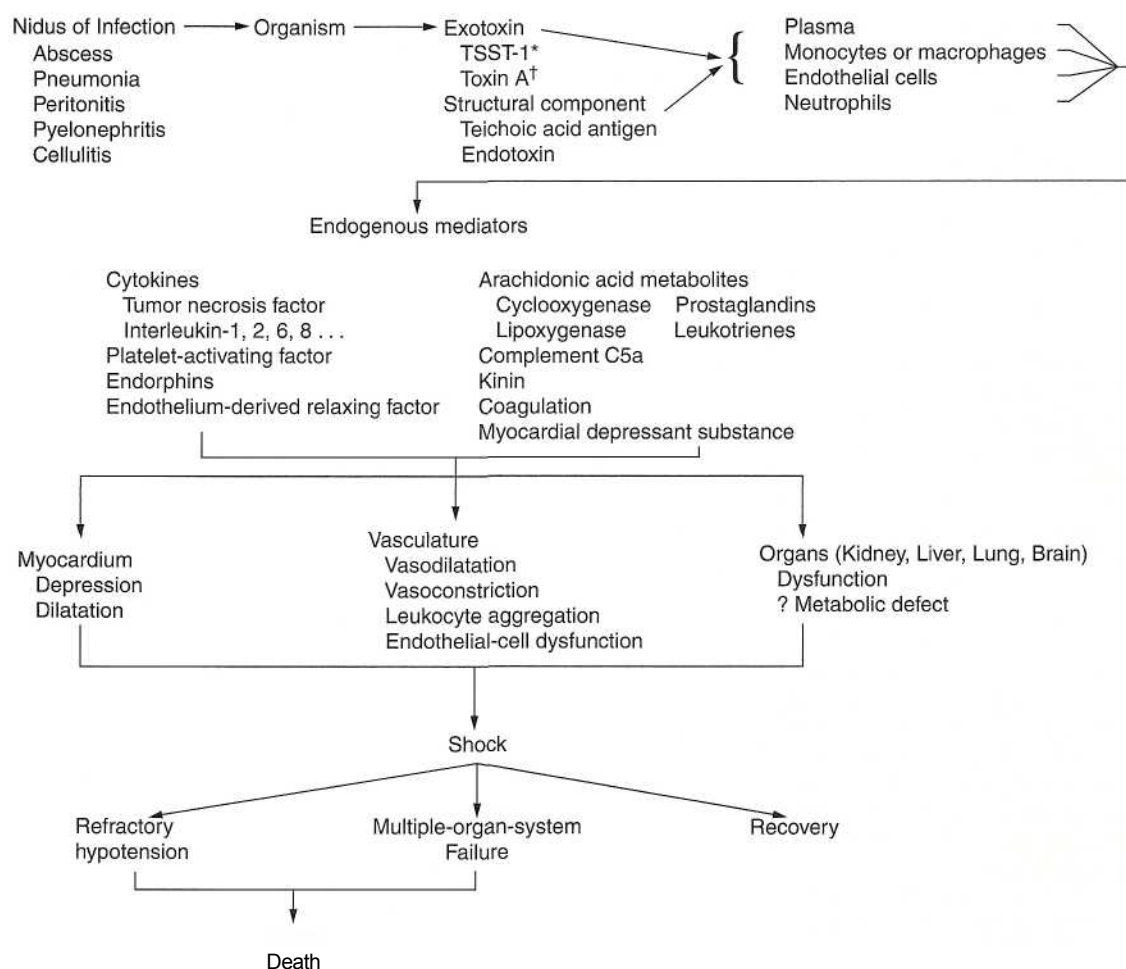 Nidus of Infection
Abscess
Pneumonia
Peritonitis
Pyelonephritis
Cellulitis
Organism
Exotoxin
TSST-1*
Toxin A†
Structural component
Teichoic acid antigen
Endotoxin
{
Plasma
Monocytes or macrophages
Endothelial cells
Neutrophils
Endogenous mediators
Cytokines
Tumor necrosis factor
Interleukin-1, 2, 6, 8 . . .
Platelet-activating factor
Endorphins
Endothelium-derived relaxing factor
Arachidonic acid metabolites
Cyclooxygenase Prostaglandins
Lipoxygenase Leukotrienes
Complement C5a
Kinin
Coagulation
Myocardial depressant substance
Myocardium
Depression
Dilatation
Vasculature
Vasodilatation
Vasoconstriction
Leukocyte aggregation
Endothelial-cell dysfunction
Organs (Kidney, Liver, Lung, Brain)
Dysfunction
? Metabolic defect
Shock
Refractory
hypotension
Multiple-organ-system
Failure
Recovery
Death